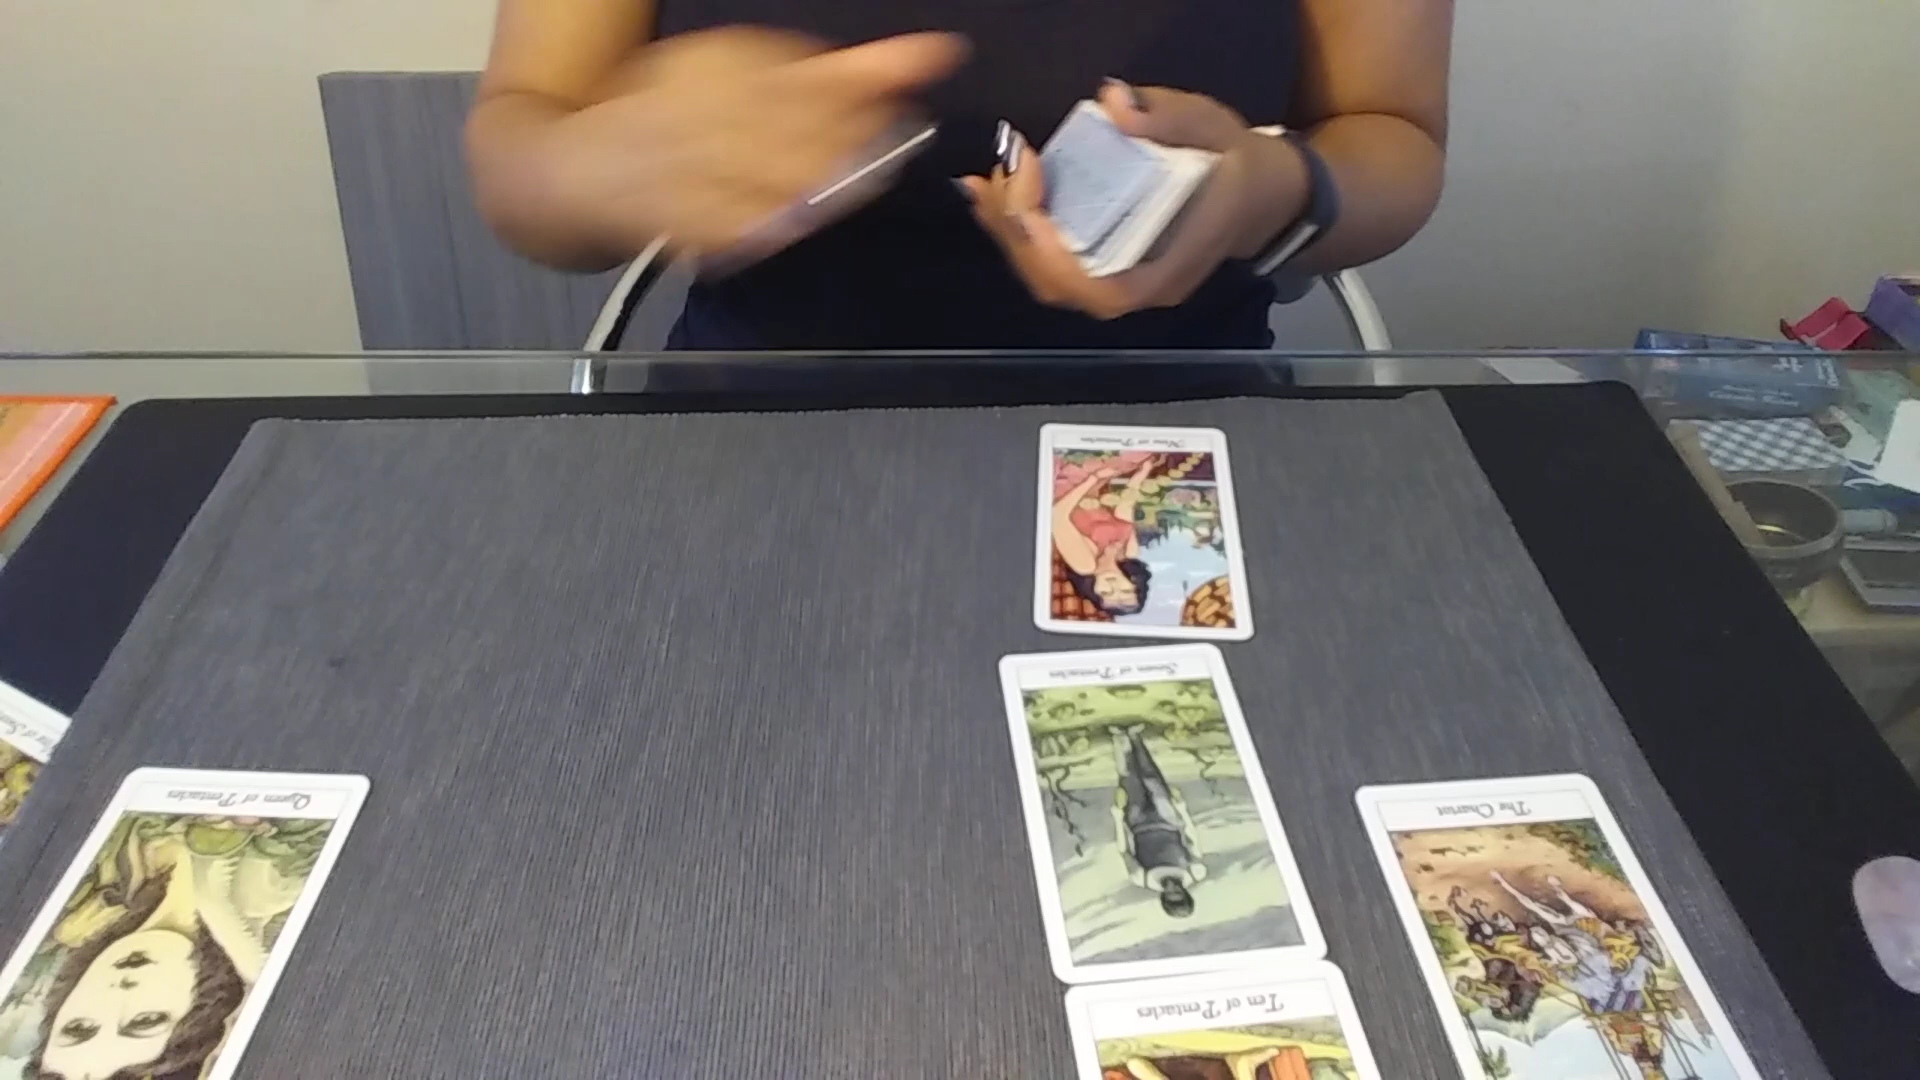 Nine of Pentacles
Seven of Pentacles
Queen of Pentacles
The Chariot
Ten of Pentacles